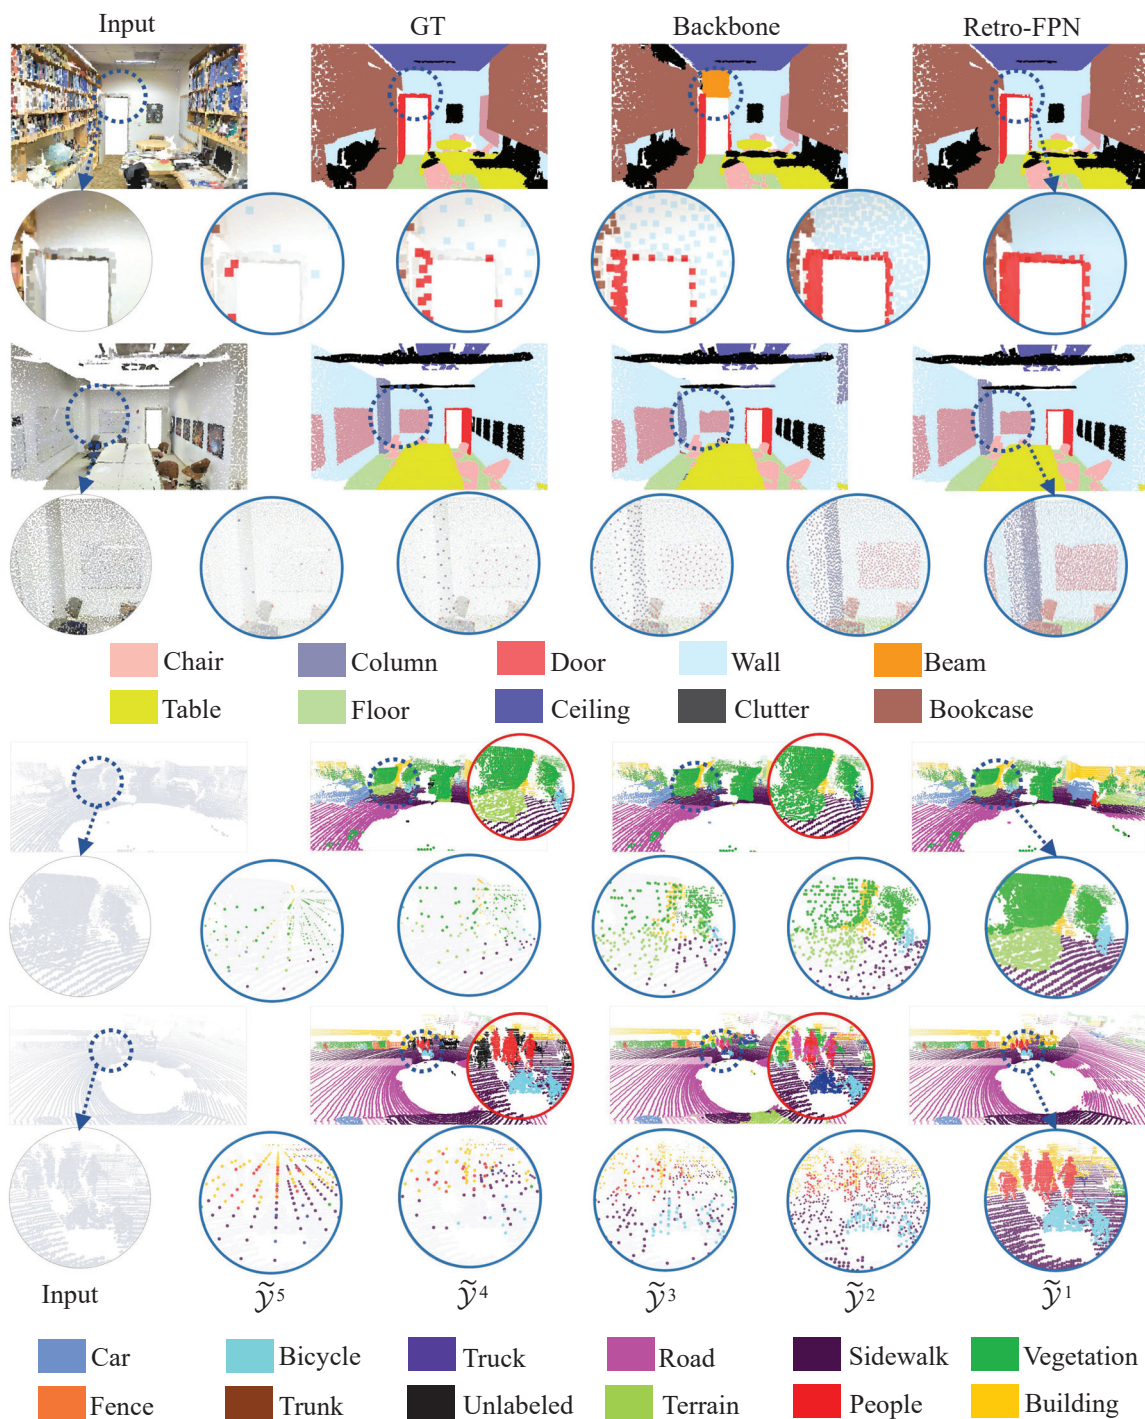 Input GT Backbone Retro-FPN
Chair Column Door Wall Beam
Table Floor Ceiling Clutter Bookcase
Input ỹ⁵ ỹ⁴ ỹ³ ỹ² ỹ¹
Car Bicycle Truck Road Sidewalk Vegetation
Fence Trunk Unlabeled Terrain People Building